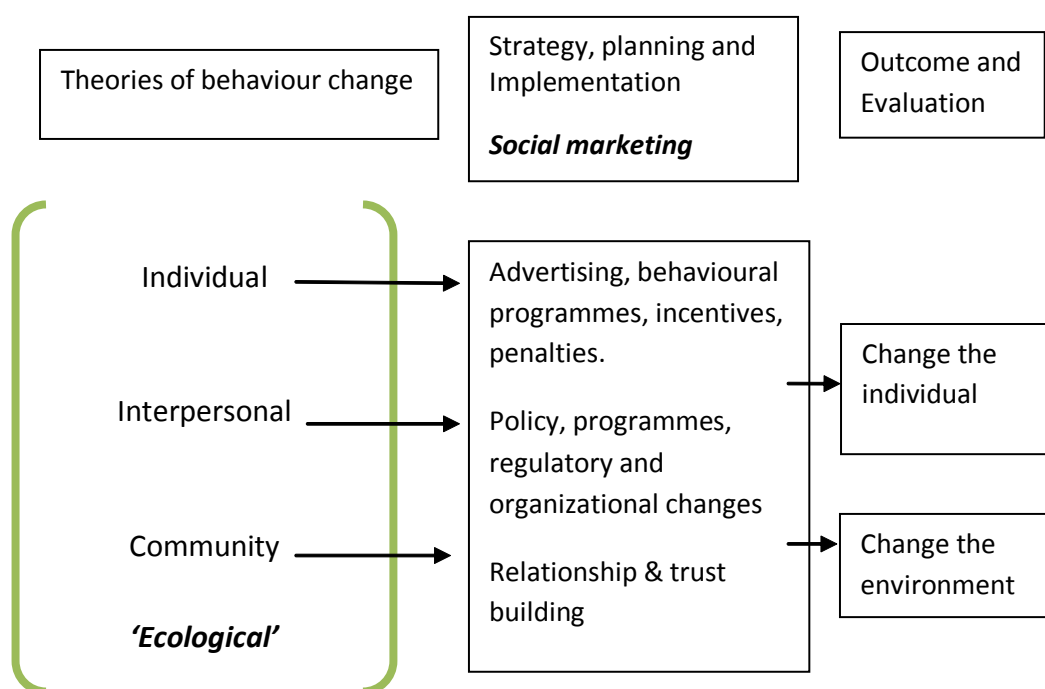 Theories of behaviour change
Strategy, planning and
Implementation
Social marketing
Outcome and
Evaluation
Individual
Interpersonal
Community
‘Ecological’
Advertising, behavioural
programmes, incentives,
penalties.
Policy, programmes,
regulatory and
organizational changes
Relationship & trust
building
Change the
individual
Change the
environment